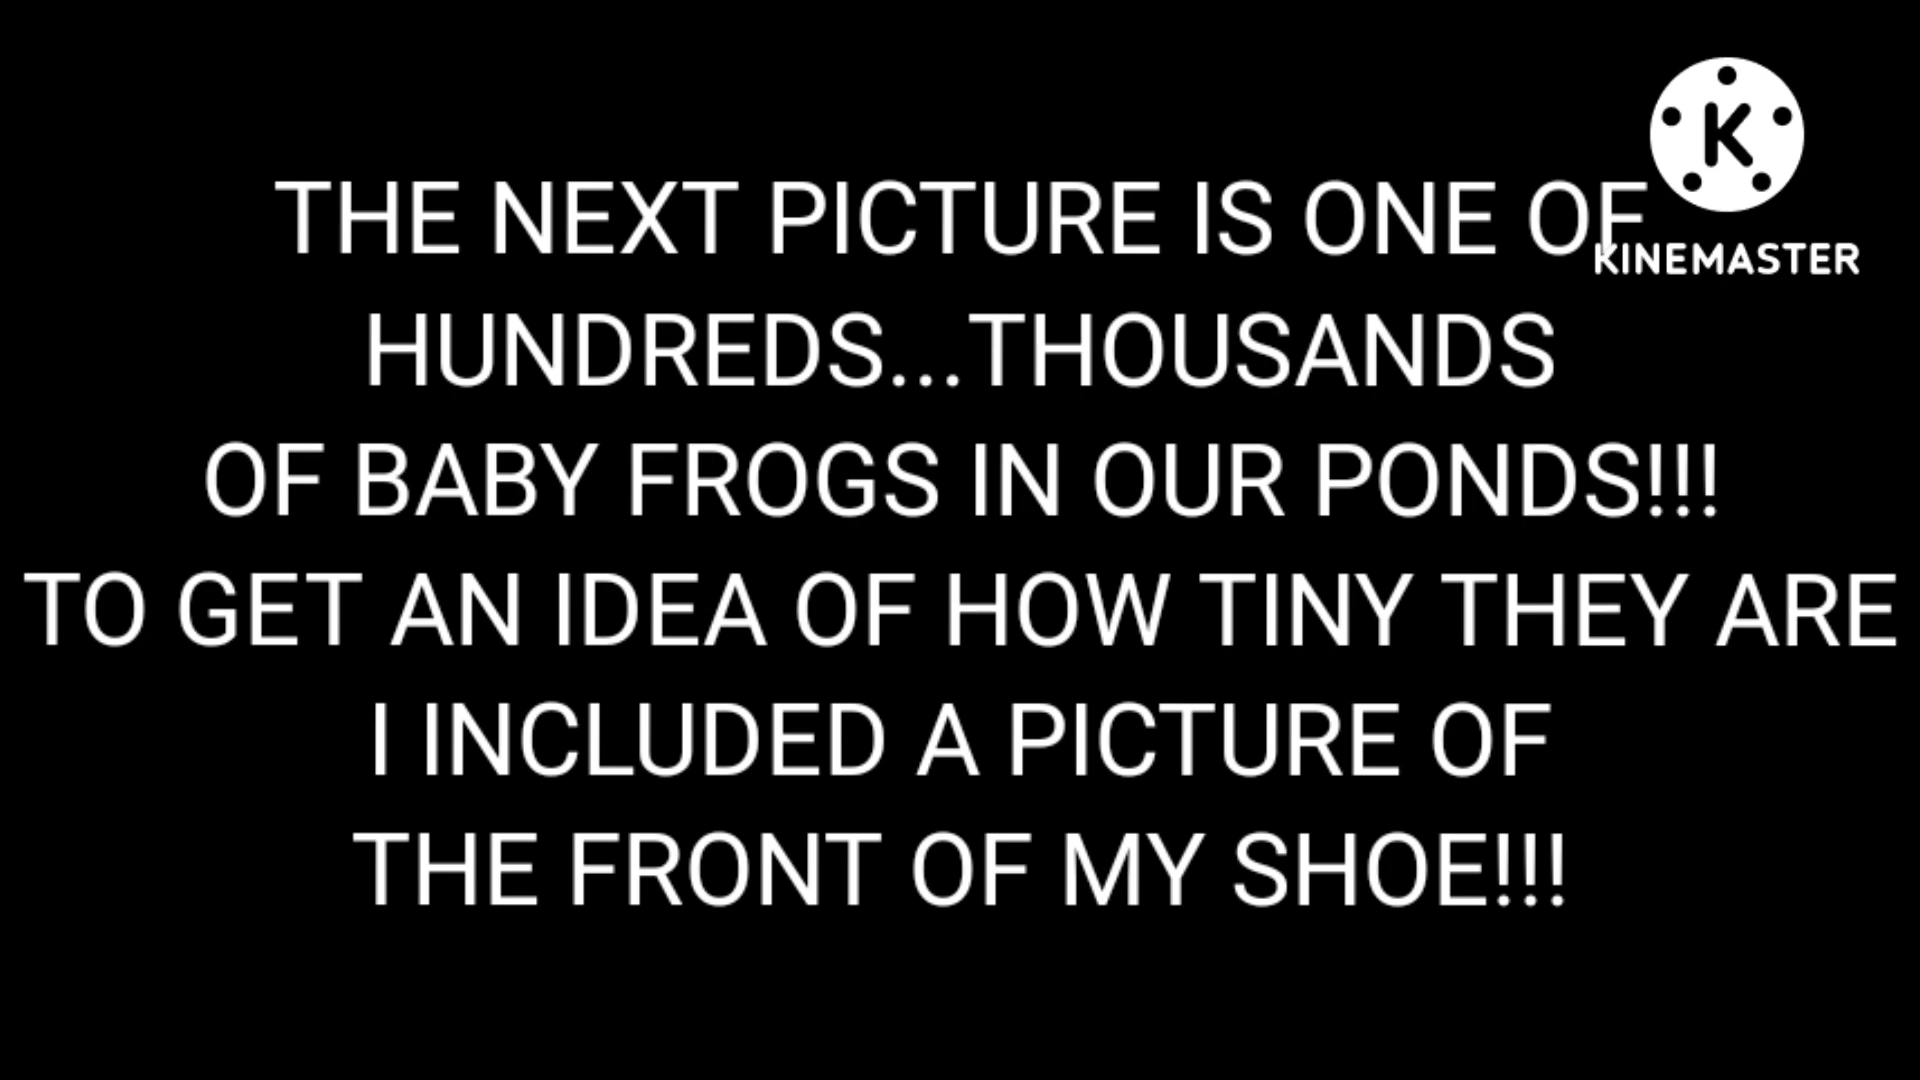 THE NEXT PICTURE IS ONE OF
HUNDREDS...THOUSANDS
OF BABY FROGS IN OUR PONDS!!!
TO GET AN IDEA OF HOW TINY THEY ARE
I INCLUDED A PICTURE OF
THE FRONT OF MY SHOE!!!
K
KINEMASTER